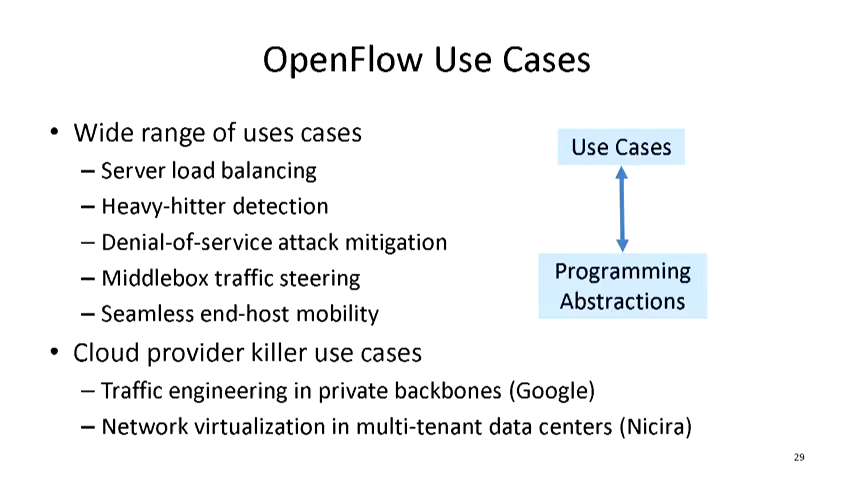 OpenFlow Use Cases
• Wide range of uses cases
– Server load balancing
– Heavy-hitter detection
– Denial-of-service attack mitigation
– Middlebox traffic steering
– Seamless end-host mobility
• Cloud provider killer use cases
– Traffic engineering in private backbones (Google)
– Network virtualization in multi-tenant data centers (Nicira)
Use Cases
Programming
Abstractions
29